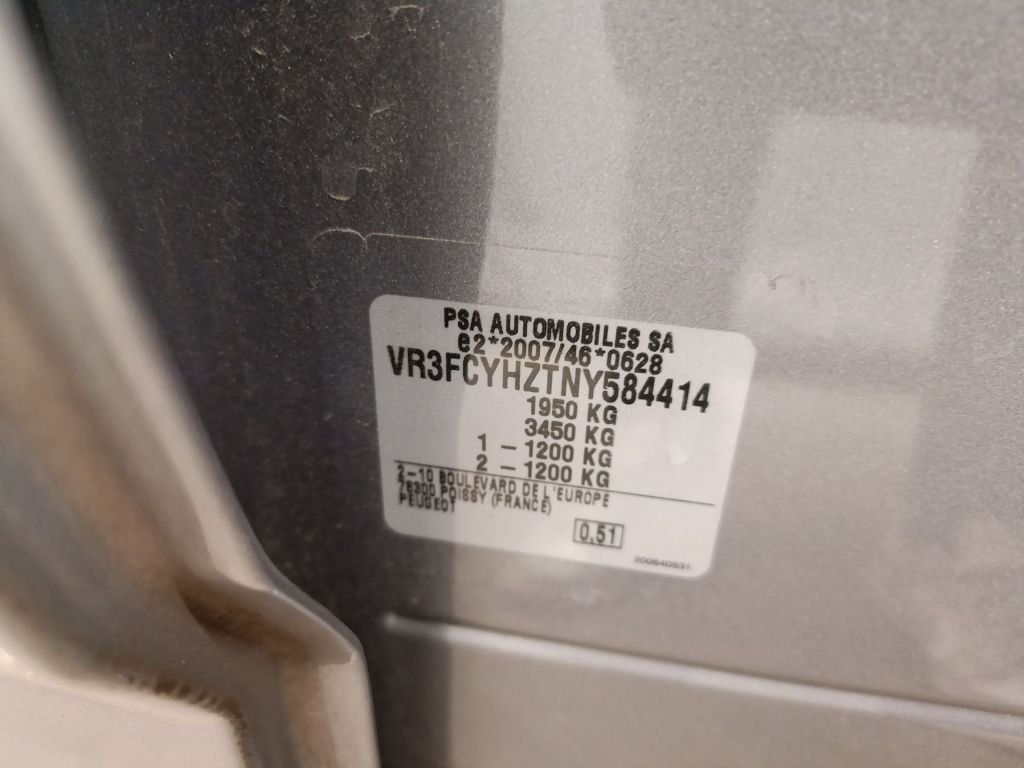 PSA AUTOMOBILES SA
e2*2007/46*0628
VR3FCYHZTNY584414
1950 KG
3450 KG
1 - 1200 KG
2 - 1200 KG
2-10 BOULEVARD DE L'EUROPE
78300 POISSY (FRANCE)
PEUGEOT
0,51
200640531